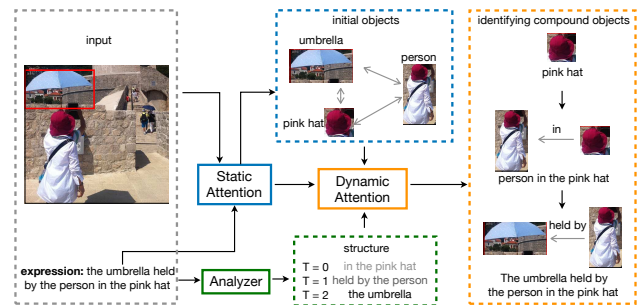 input
expression: the umbrella held
by the person in the pink hat
Static
Attention
Analyzer
initial objects
umbrella
person
pink hat
Dynamic
Attention
structure
T = 0 in the pink hat
T = 1 held by the person
T = 2 the umbrella
identifying compound objects
pink hat
in
person in the pink hat
held by
The umbrella held by
the person in the pink hat